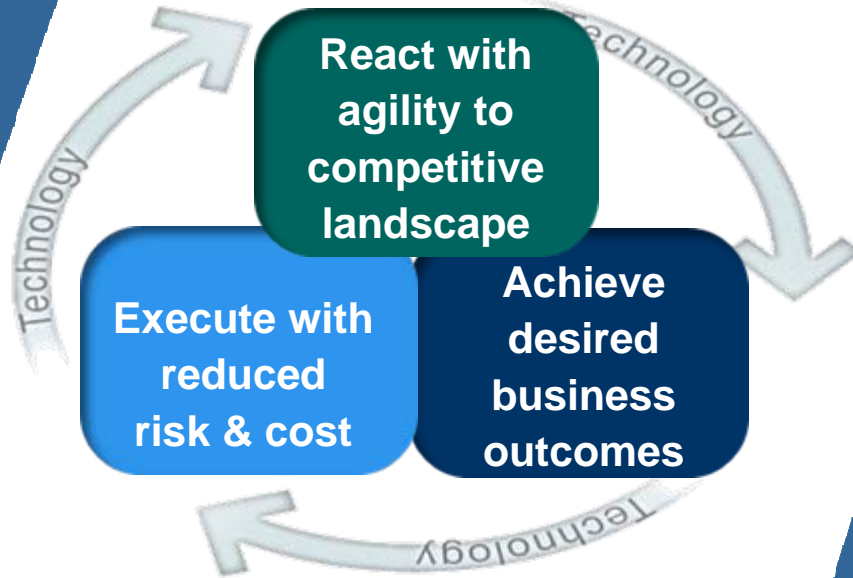 Technology
React with
agility to
competitive
landscape
Technology
Execute with
reduced
risk & cost
Achieve
desired
business
outcomes
Technology